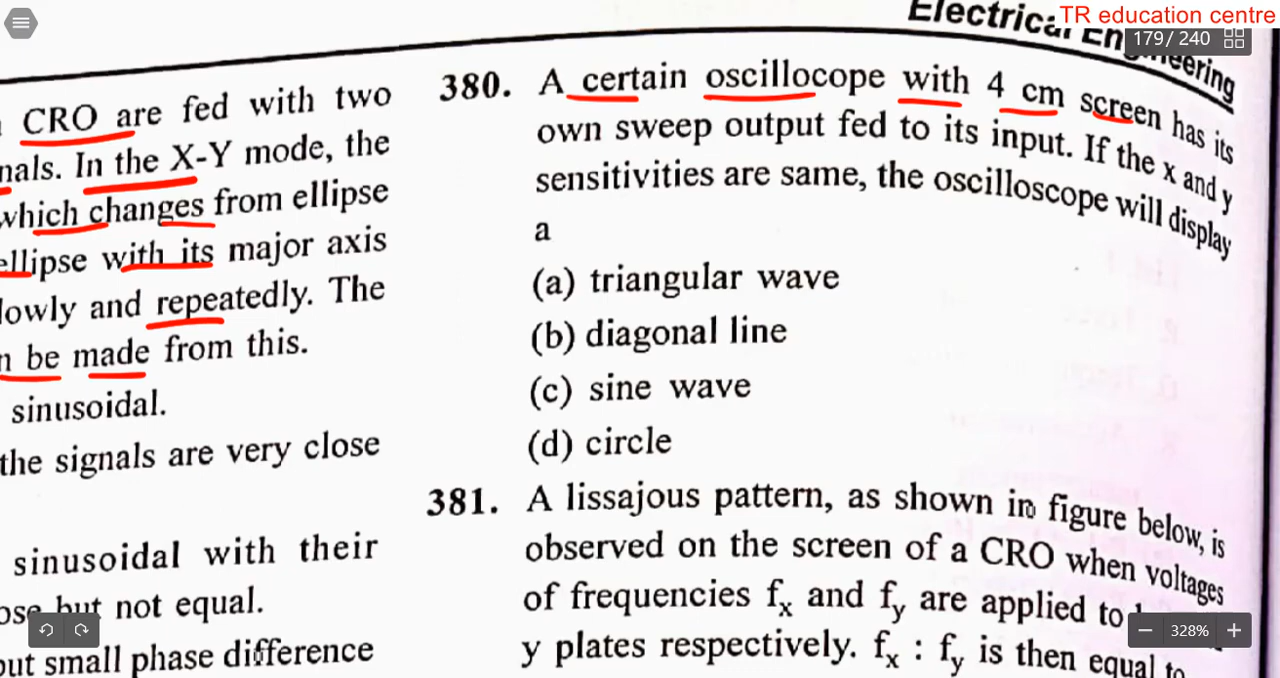 TR education centre
Electrical Engineering
179/ 240
CRO are fed with two
nals. In the X-Y mode, the
which changes from ellipse
ellipse with its major axis
lowly and repeatedly. The
n be made from this.
sinusoidal.
the signals are very close
sinusoidal with their
ose but not equal.
out small phase difference
380. A certain oscillocope with 4 cm screen has its
own sweep output fed to its input. If the x and y
sensitivities are same, the oscilloscope will display
a
(a) triangular wave
(b) diagonal line
(c) sine wave
(d) circle
381. A lissajous pattern, as shown in figure below, is
observed on the screen of a CRO when voltages
of frequencies fx and fy are applied to
y plates respectively. fx : fy is then equal to
328%